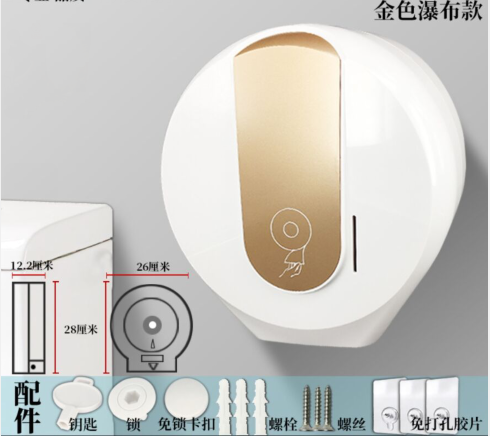 金色瀑布款
12.2厘米
26厘米
28厘米
配件
钥匙
锁
免锁卡扣
螺栓
螺丝
免打孔胶片